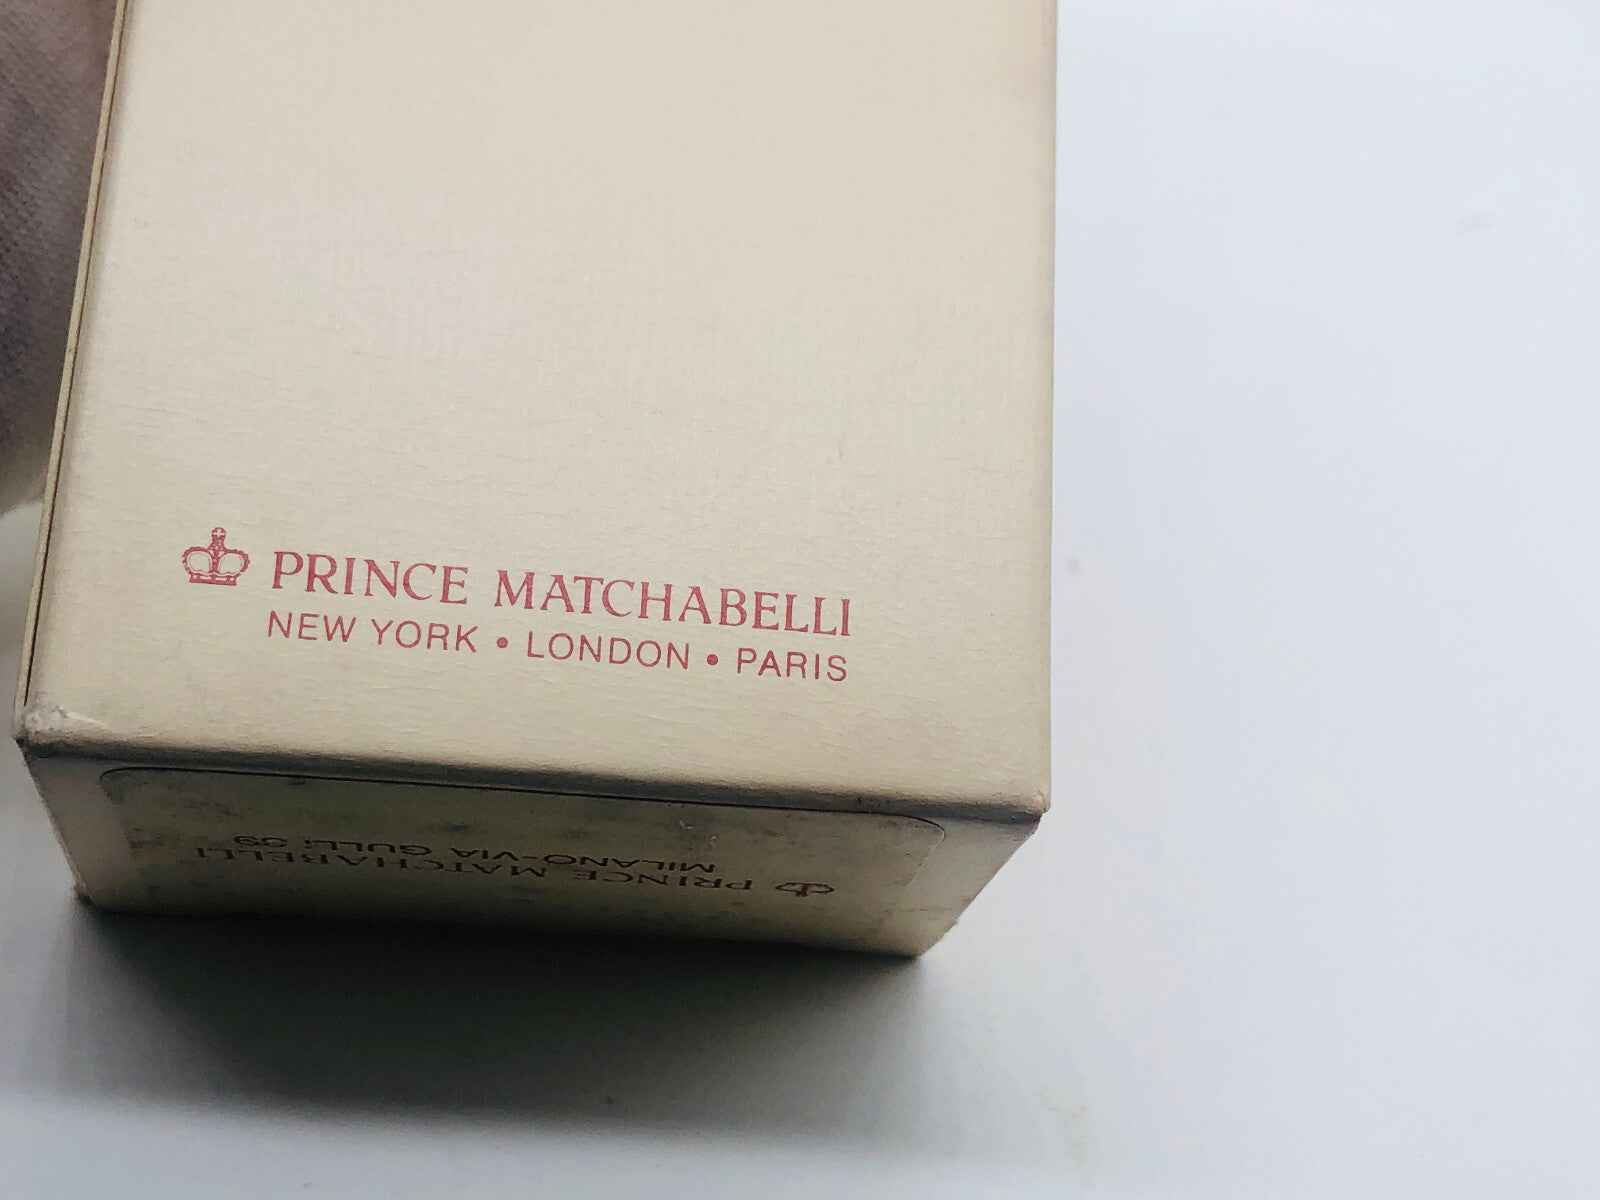 PRINCE MATCHABELLI
NEW YORK • LONDON • PARIS
PRINCE MATCHABELLI
MILANO-VIA GULLI 39